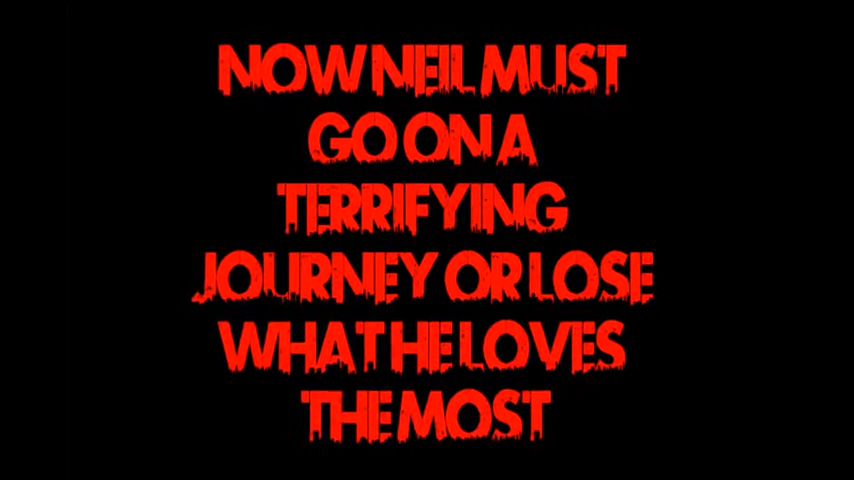 NOW NEIL MUST
GO ON A
TERRIFYING
JOURNEY OR LOSE
WHAT HE LOVES
THE MOST